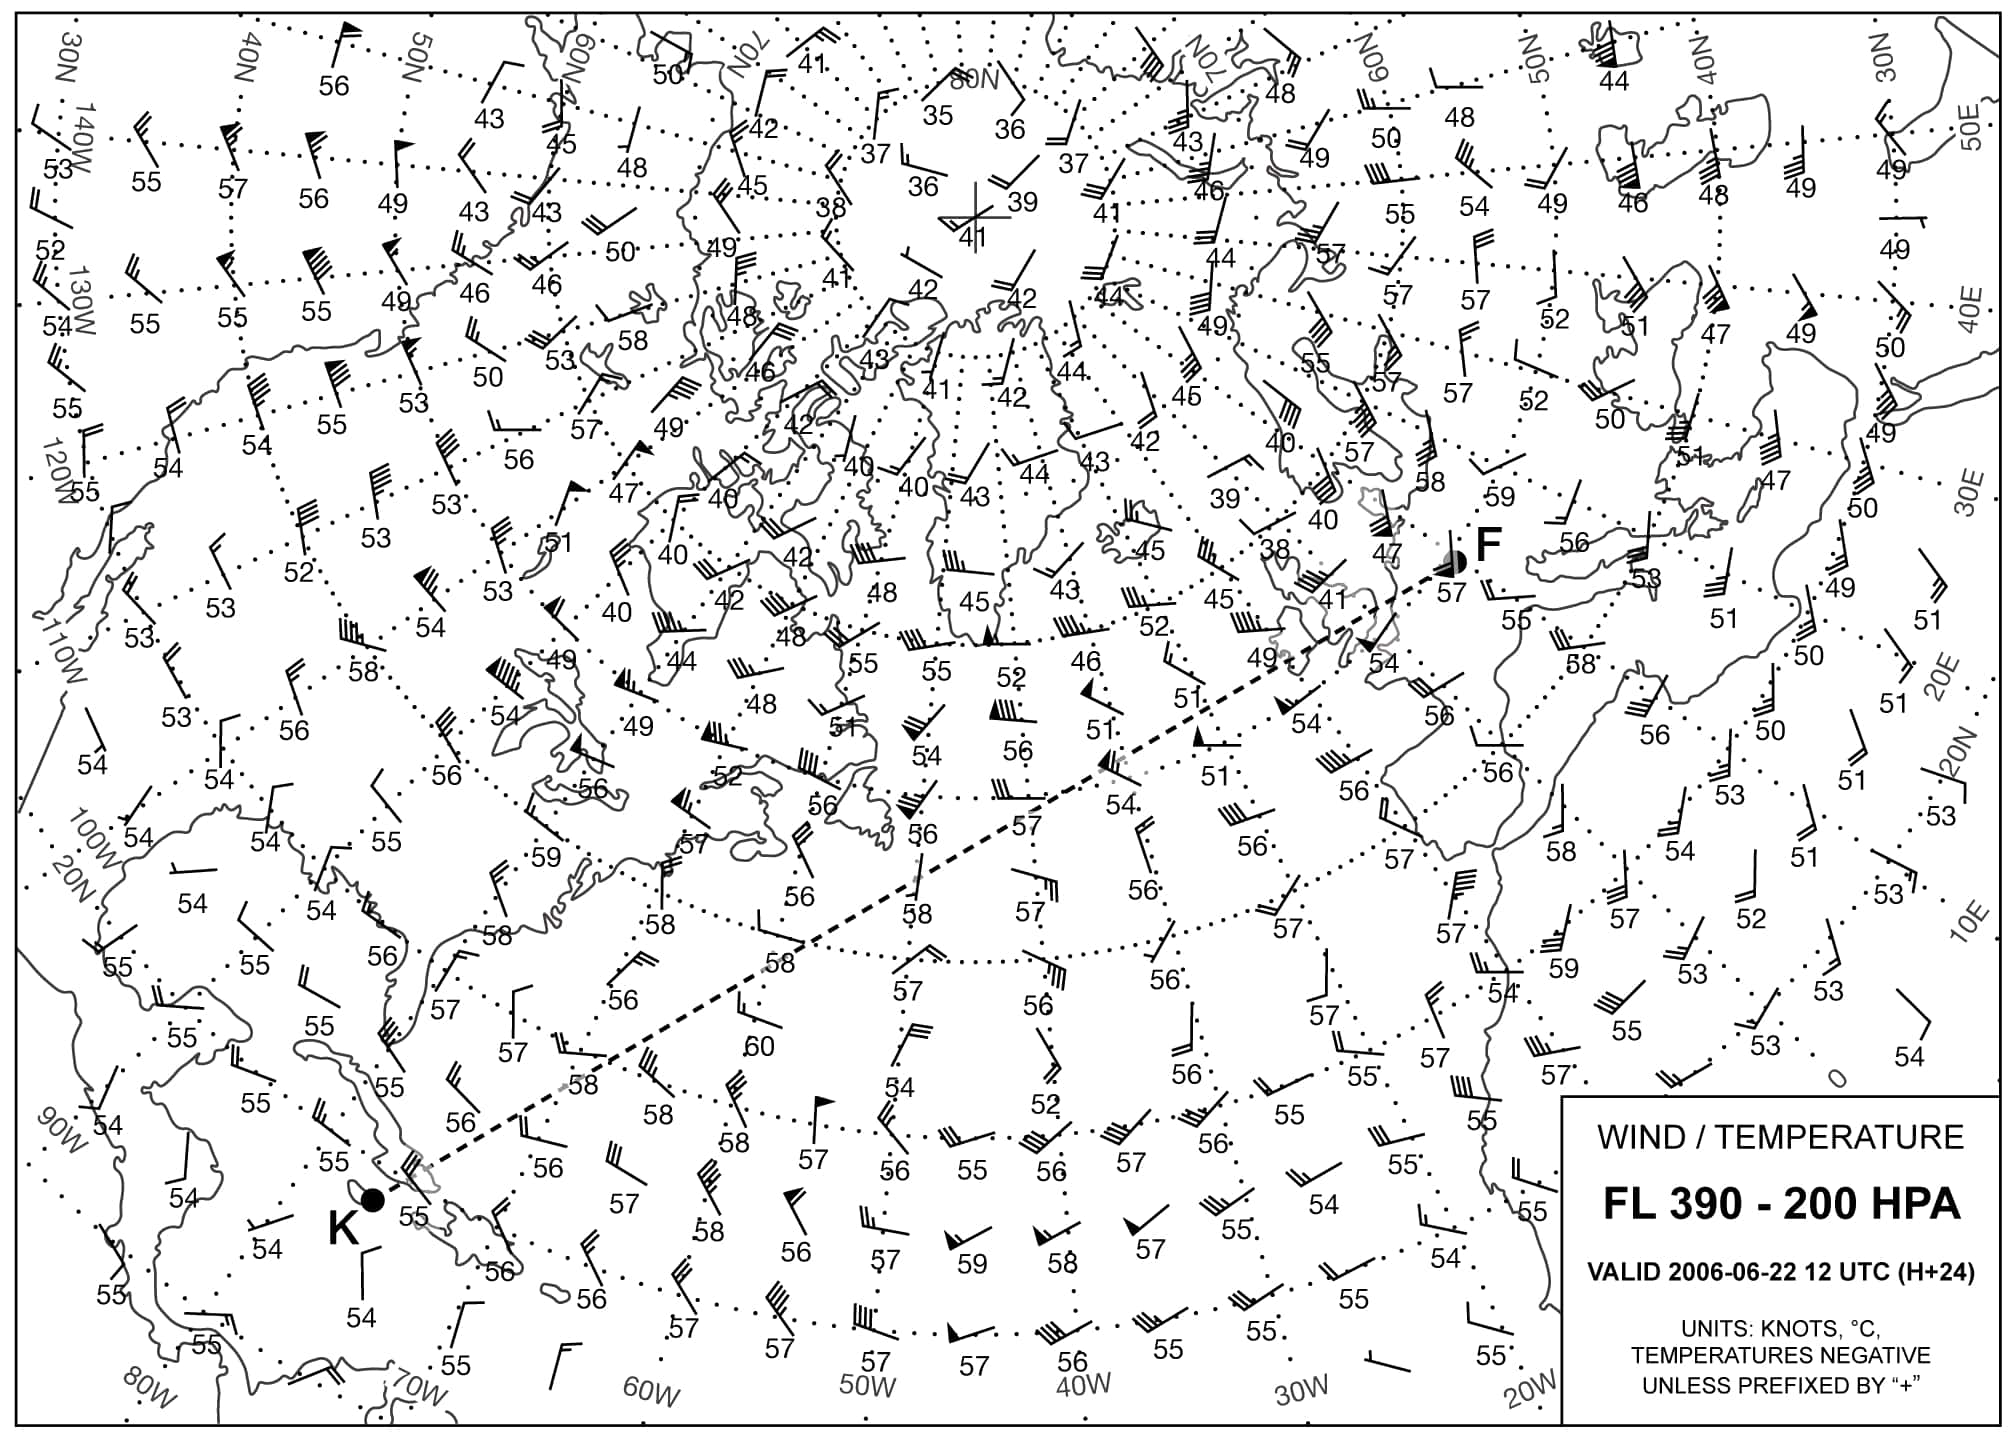 30N 40N 50N 60N 70N 80N 70N 60N 50N 40N 30N
56 50 41 48 44
43 45 48 42 37 35 36 37 43 50 48 50E
140W 53 55 57 56 49 43 43 45 38 36 39 41 46 49 55 54 49 46 48 49 49
52 50 49 41 44 57 49
130W 54 55 55 55 49 46 46 58 48 41 42 42 44 49 57 57 52 51 47 49 50 40E
55 54 55 53 50 53 57 46 43 41 42 44 45 55 57 57 52 50 49
120W 55 54 53 53 56 47 49 42 40 40 43 44 43 42 39 40 57 58 59 51 47 50 30E
53 52 53 51 40 40 42 48 45 43 45 38 40 47 F 56 53 49 51
110W 53 53 54 49 40 42 48 45 43 52 45 41 57 55 51 50
58 54 49 44 55 55 52 46 51 49 54 56 58 56 50 51 20E
54 53 56 56 49 48 51 54 56 51 51 54 56 53 51 20N
54 54 54 55 56 59 52 56 56 57 54 51 56 57 58 54 51 53
100W 20N 54 54 56 58 57 58 56 58 57 56 56 57 57 57 52 53 10E
55 55 55 57 56 58 57 56 56 57 54 59 53 53
55 55 55 57 58 60 54 52 56 55 57 57 55 53 54 0
90W 54 54 55 56 56 58 58 57 56 55 56 57 56 55 55 55
K 54 55 56 57 58 56 57 59 58 57 55 54 54 55
55 55 54 55 56 57 57 57 57 56 55 55 55 55
80W 70W 60W 50W 40W 30W 20W
WIND / TEMPERATURE
FL 390 - 200 HPA
VALID 2006-06-22 12 UTC (H+24)
UNITS: KNOTS, °C,
TEMPERATURES NEGATIVE
UNLESS PREFIXED BY “+”